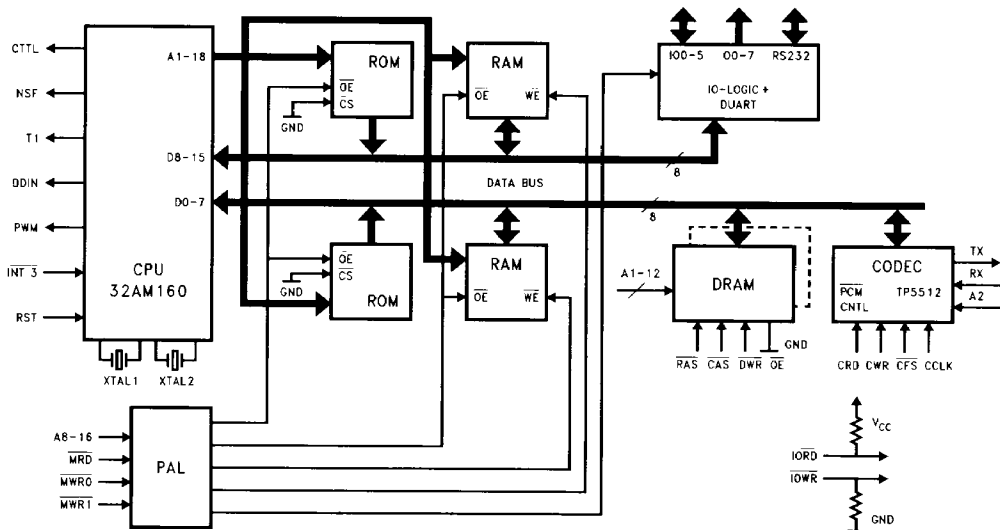 CTTL
NSF
T1
DDIN
PWM
INT 3
RST
A1-18
D8-15
D0-7
CPU
32AM160
XTAL1
XTAL2
ROM
OE
CS
GND
RAM
OE
WE
IO0-5
O0-7
RS232
IO-LOGIC +
DUART
8
DATA BUS
8
OE
CS
GND
ROM
RAM
OE
WE
A1-12
DRAM
RAS
CAS
DWR
OE
GND
CODEC
PCM
CNTL
TP5512
TX
RX
A2
CRD
CWR
CFS
CCLK
A8-16
MRD
MWR0
MWR1
PAL
VCC
IORD
IOWR
GND